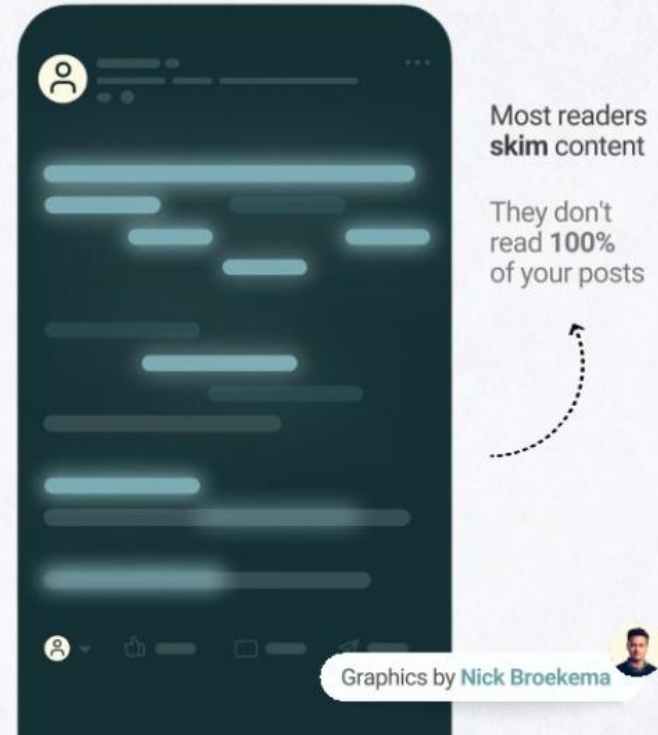 Most readers
skim content
They don't
read 100%
of your posts
Graphics by Nick Broekema